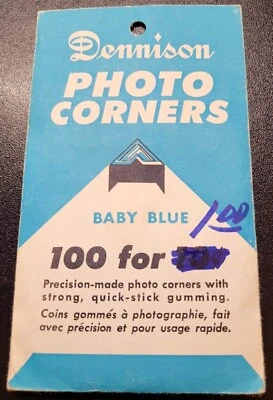 Dennison
PHOTO
CORNERS
BABY BLUE
1.00
100 for
Precision-made photo corners with
strong, quick-stick gumming.
Coins gommés à photographie, fait
avec précision et pour usage rapide.